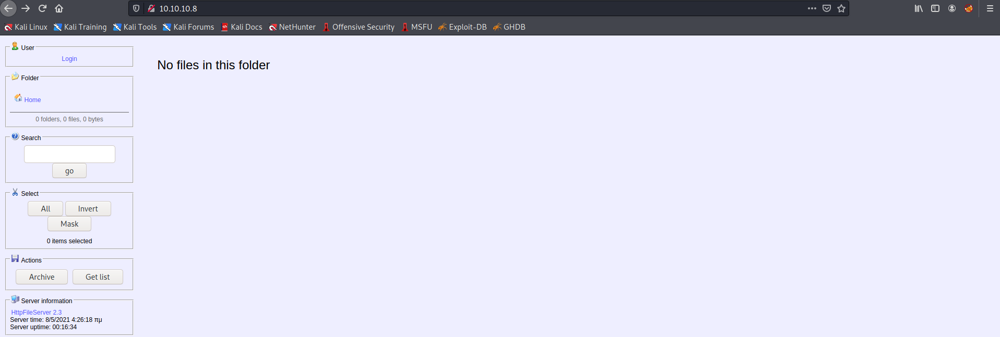 10.10.10.8
Kali Linux Kali Training Kali Tools Kali Forums Kali Docs NetHunter Offensive Security MSFU Exploit-DB GHDB
User
Login
Folder
Home
0 folders, 0 files, 0 bytes
Search
go
Select
All Invert
Mask
0 items selected
Actions
Archive Get list
Server information
HttpFileServer 2.3
Server time: 8/5/2021 4:26:18 πμ
Server uptime: 00:16:34
No files in this folder